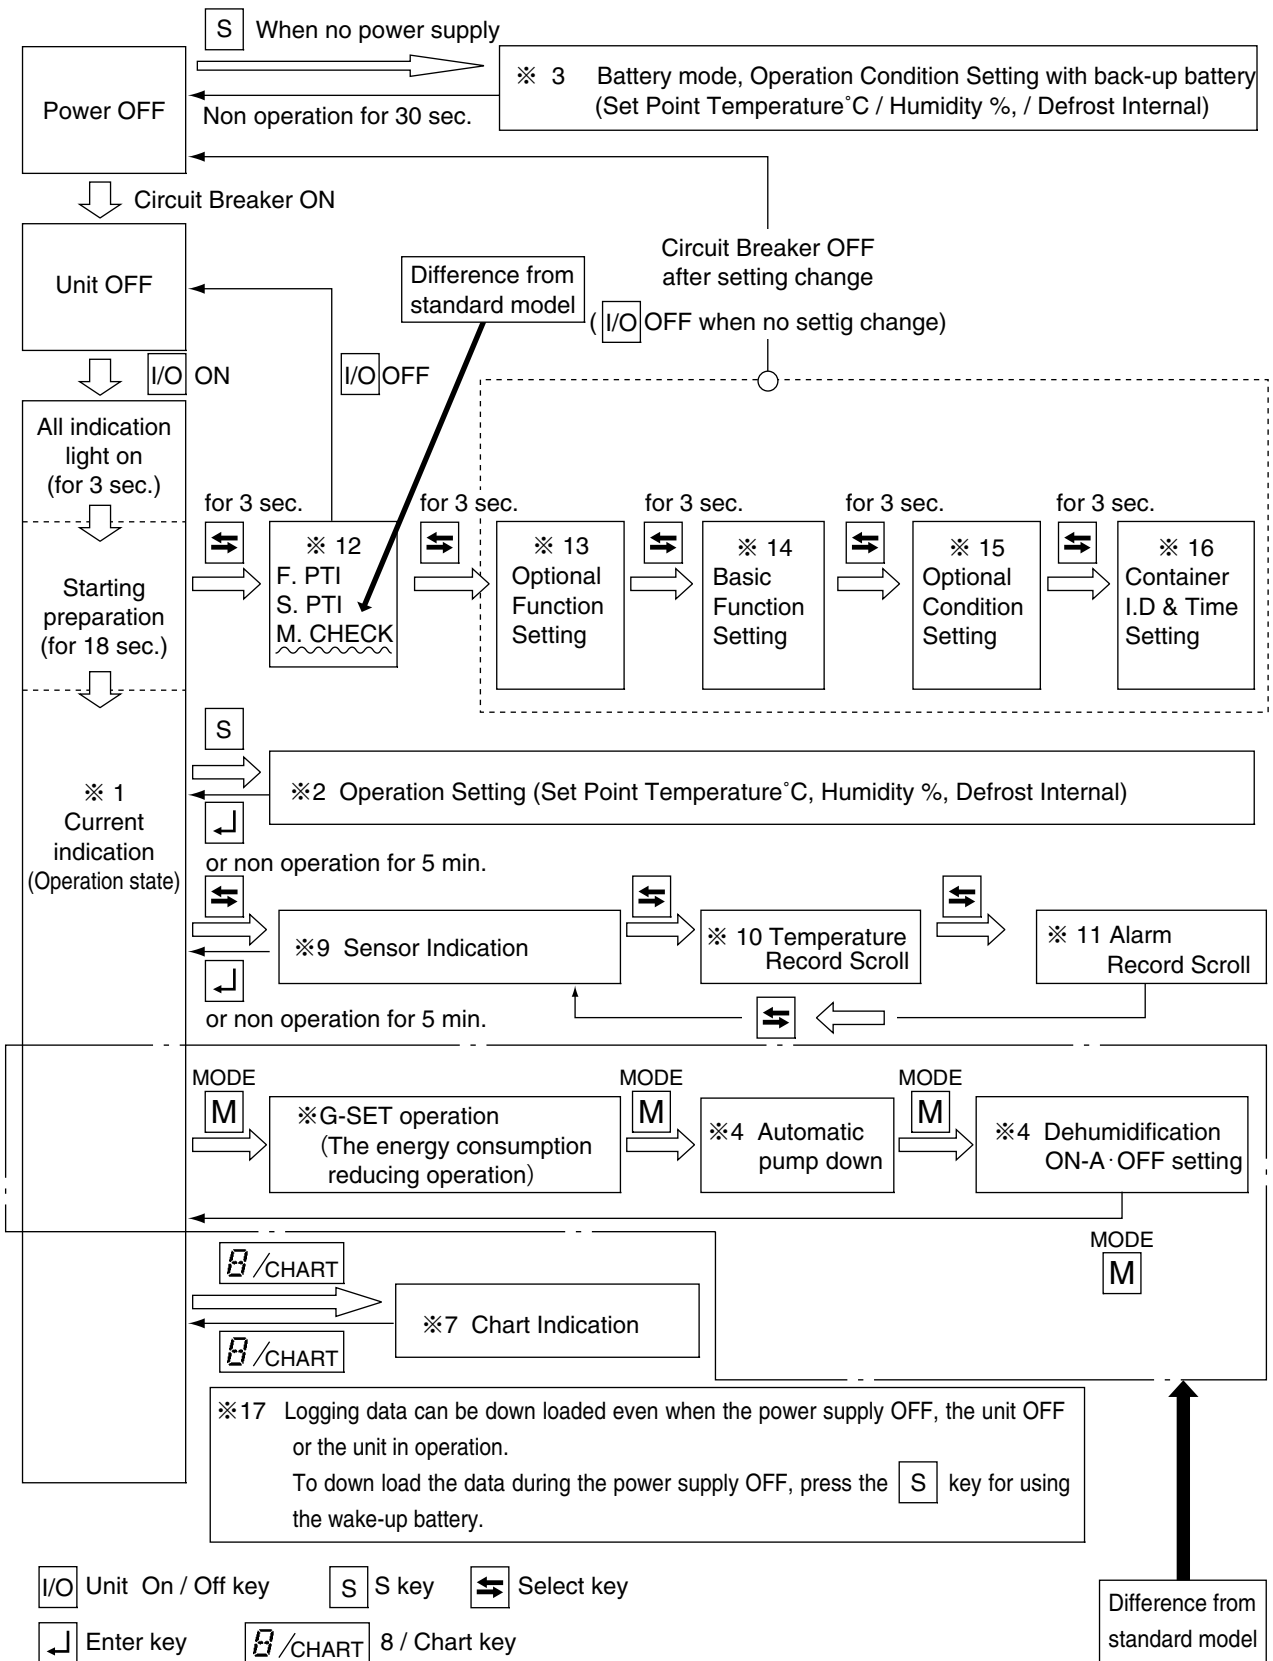 S When no power supply
※ 3 Battery mode, Operation Condition Setting with back-up battery
(Set Point Temperature˚C / Humidity %, / Defrost Internal)
Power OFF
Non operation for 30 sec.
Circuit Breaker ON
Unit OFF
Circuit Breaker OFF
after setting change
( I/O OFF when no settig change)
Difference from
standard model
I/O ON
I/O OFF
All indication
light on
(for 3 sec.)
for 3 sec.
for 3 sec.
for 3 sec.
for 3 sec.
for 3 sec.
Starting
preparation
(for 18 sec.)
※ 12
F. PTI
S. PTI
M. CHECK
※ 13
Optional
Function
Setting
※ 14
Basic
Function
Setting
※ 15
Optional
Condition
Setting
※ 16
Container
I.D & Time
Setting
S
※2 Operation Setting (Set Point Temperature˚C, Humidity %, Defrost Internal)
※ 1
Current
indication
(Operation state)
or non operation for 5 min.
※9 Sensor Indication
※ 10 Temperature
Record Scroll
※ 11 Alarm
Record Scroll
or non operation for 5 min.
MODE
M
※G-SET operation
(The energy consumption
reducing operation)
MODE
M
※4 Automatic
pump down
MODE
M
※4 Dehumidification
ON-A·OFF setting
MODE
M
8/CHART
※7 Chart Indication
8/CHART
※17 Logging data can be down loaded even when the power supply OFF, the unit OFF
or the unit in operation.
To down load the data during the power supply OFF, press the S key for using
the wake-up battery.
I/O Unit On / Off key
S S key
Select key
Enter key
8/CHART 8 / Chart key
Difference from
standard model